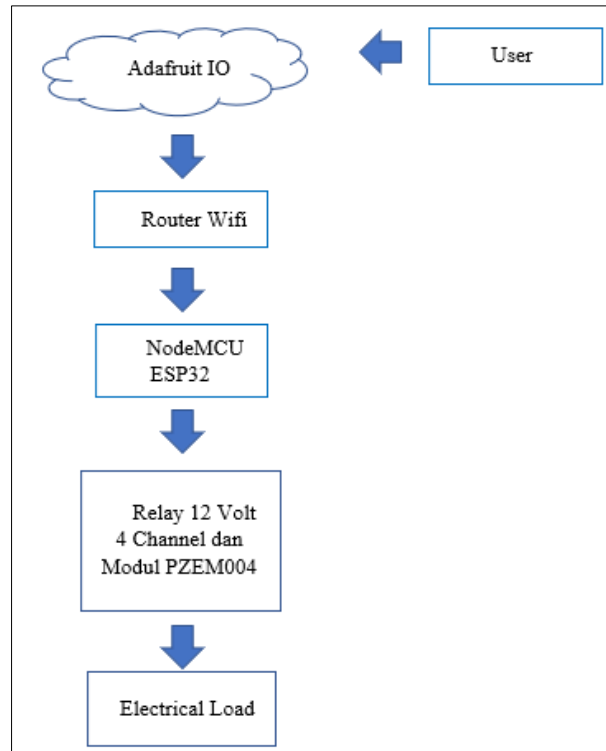 Adafruit IO
User
Router Wifi
NodeMCU
ESP32
Relay 12 Volt
4 Channel dan
Modul PZEM004
Electrical Load